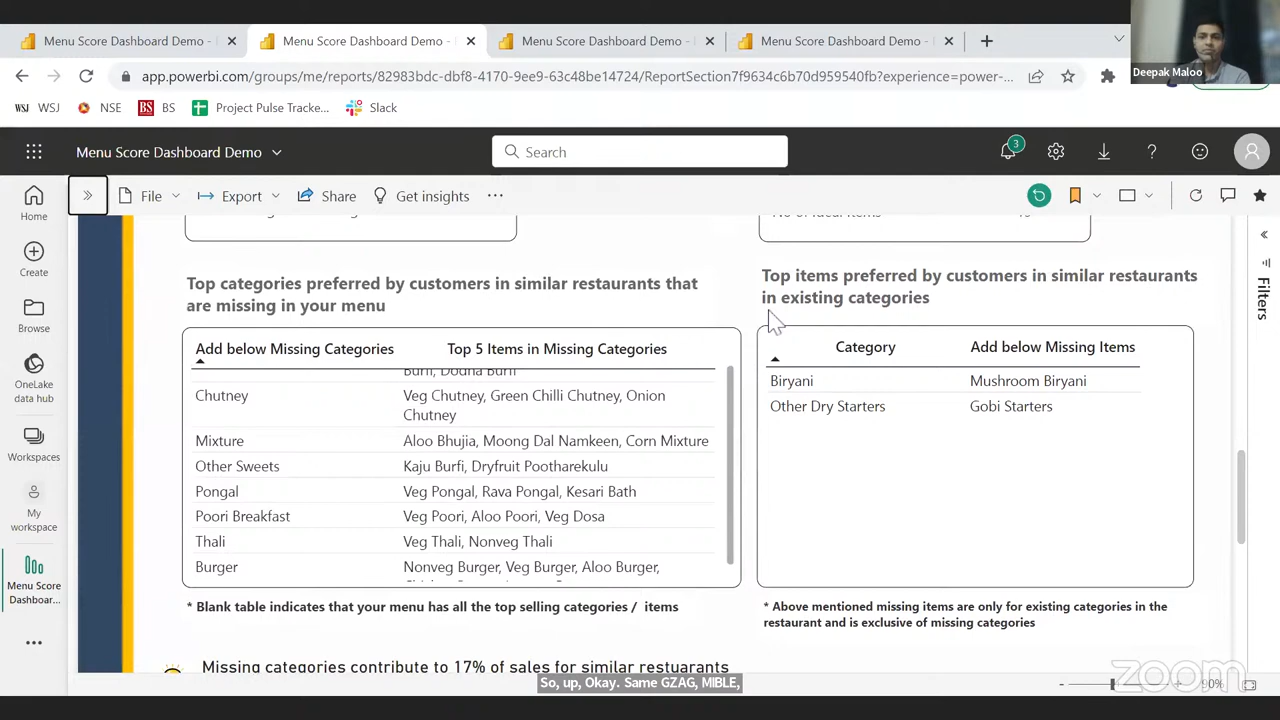 Menu Score Dashboard Demo -
Menu Score Dashboard Demo -
Menu Score Dashboard Demo -
Menu Score Dashboard Demo -
Deepak Maloo
app.powerbi.com/groups/me/reports/82983bdc-dbf8-4170-9ee9-63c48be14724/ReportSection7f9634c6b70d959540fb?experience=power-...
WSJ WSJ
NSE
BS BS
Project Pulse Tracke...
Slack
Menu Score Dashboard Demo
Search
3
File
Export
Share
Get insights
Home
Create
Browse
OneLake
data hub
Workspaces
My
workspace
Menu Score
Dashboar...
Filters
Top categories preferred by customers in similar restaurants that
are missing in your menu
Add below Missing Categories Top 5 Items in Missing Categories
Chutney Veg Chutney, Green Chilli Chutney, Onion
Chutney
Mixture Aloo Bhujia, Moong Dal Namkeen, Corn Mixture
Other Sweets Kaju Burfi, Dryfruit Pootharekulu
Pongal Veg Pongal, Rava Pongal, Kesari Bath
Poori Breakfast Veg Poori, Aloo Poori, Veg Dosa
Thali Veg Thali, Nonveg Thali
Burger Nonveg Burger, Veg Burger, Aloo Burger,
* Blank table indicates that your menu has all the top selling categories / items
Top items preferred by customers in similar restaurants
in existing categories
Category Add below Missing Items
Biryani Mushroom Biryani
Other Dry Starters Gobi Starters
* Above mentioned missing items are only for existing categories in the
restaurant and is exclusive of missing categories
Missing categories contribute to 17% of sales for similar restuarants
So, up, Okay. Same GZAG, MIBLE,
zoom
90%